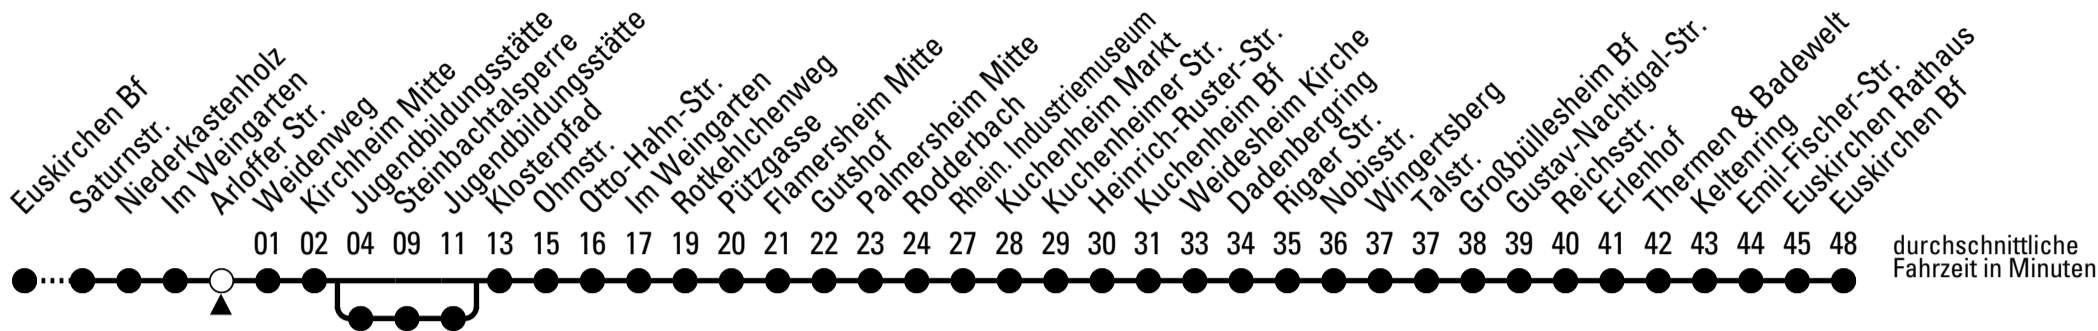 Euskirchen Bf
Saturnstr.
Niederkastenholz
Im Weingarten
Arloffer Str.
Weidenweg
Kirchheim Mitte
Jugendbildungsstätte
Steinbachtalsperre
Jugendbildungsstätte
Klosterpfad
Ohmstr.
Otto-Hahn-Str.
Im Weingarten
Rotkehlchenweg
Pützgasse
Flamersheim Mitte
Gutshof
Palmersheim Mitte
Rodderbach
Rhein. Industriemuseum
Kuchenheim Markt
Kuchenheimer Str.
Heinrich-Ruster-Str.
Kuchenheim Bf
Weidesheim Kirche
Dadenbergring
Rigaer Str.
Nobisstr.
Wingertsberg
Talstr.
Großbüllesheim Bf
Gustav-Nachtigal-Str.
Reichsstr.
Erlenhof
Thermen & Badewelt
Keltenring
Emil-Fischer-Str.
Euskirchen Rathaus
Euskirchen Bf
01 02 04 09 11 13 15 16 17 19 20 21 22 23 24 27 28 29 30 31 33 34 35 36 37 37 38 39 40 41 42 43 44 45 48
durchschnittliche
Fahrzeit in Minuten